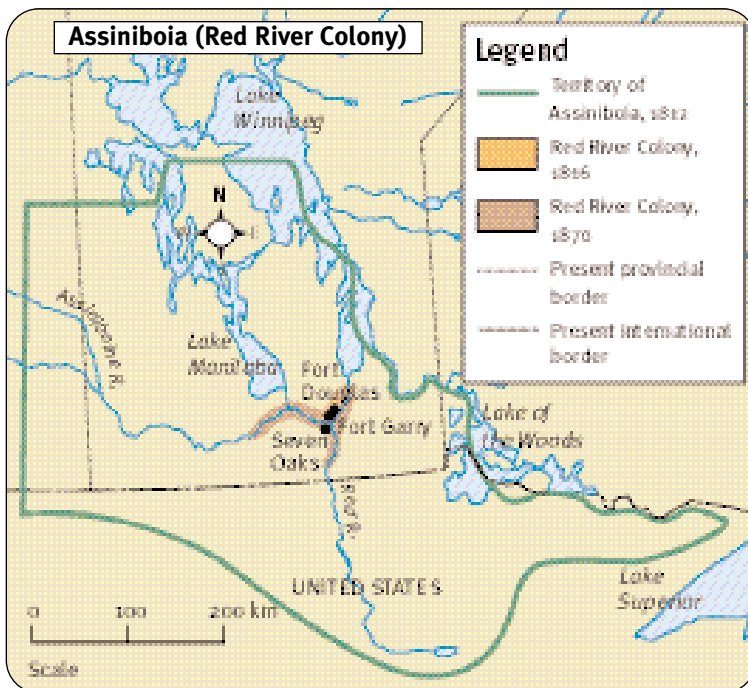 Assiniboia (Red River Colony)
Legend
Territory of
Assiniboia, 1812
Red River Colony,
1816
Red River Colony,
1870
Present provincial
border
Present international
border
Lake
Winnipeg
N
W
E
S
Assiniboine R.
Lake
Manitoba
Fort
Douglas
Fort Garry
Seven
Oaks
Lake of
the Woods
Red R.
UNITED STATES
Lake
Superior
0 100 200 km
Scale